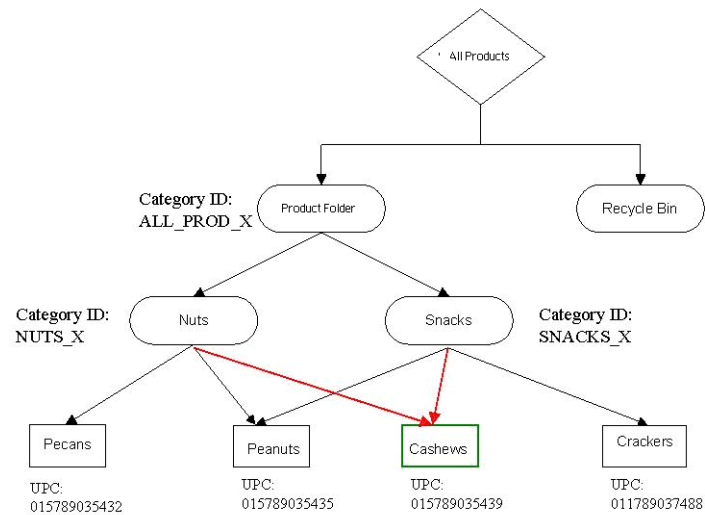 All Products
Category ID:
ALL_PROD_X
Product Folder
Recycle Bin
Category ID:
NUTS_X
Nuts
Snacks
Category ID:
SNACKS_X
Pecans
Peanuts
Cashews
Crackers
UPC:
015789035432
UPC:
015789035435
UPC:
015789035439
UPC:
011789037488